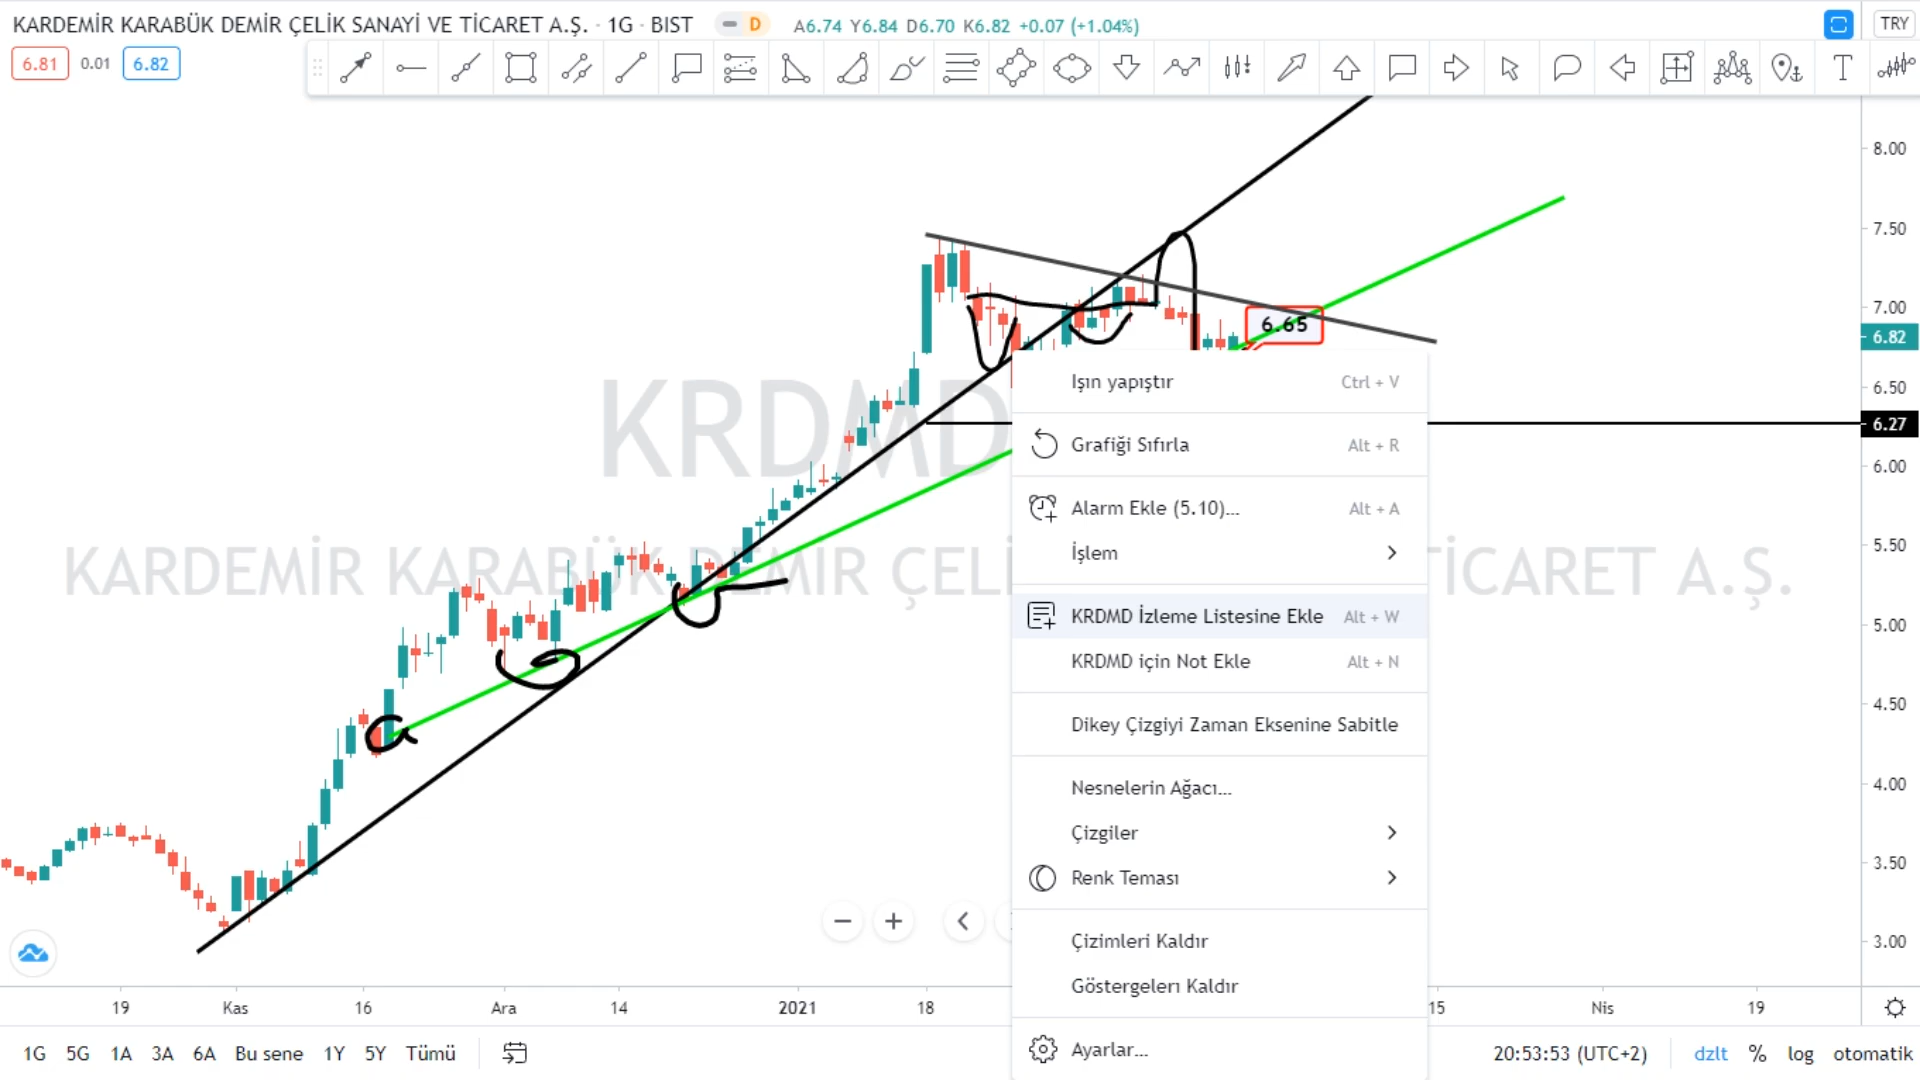 KARDEMİR KARABÜK DEMİR ÇELİK SANAYİ VE TİCARET A.Ş. · 1G · BIST D A6.74 Y6.84 D6.70 K6.82 +0.07 (+1.04%) TRY
6.81 0.01 6.82 T
8.00
7.50
7.00
6.65
6.82
6.50
6.27
6.00
5.50
5.00
4.50
4.00
3.50
3.00
KRDMD
KARDEMİR KARABÜK DEMİR ÇELİ TİCARET A.Ş.
Işın yapıştır Ctrl + V
Grafiği Sıfırla Alt + R
Alarm Ekle (5.10)... Alt + A
İşlem
KRDMD İzleme Listesine Ekle Alt + W
KRDMD için Not Ekle Alt + N
Dikey Çizgiyi Zaman Eksenine Sabitle
Nesnelerin Ağacı...
Çizgiler
Renk Teması
Çizimleri Kaldır
Göstergeleri Kaldır
Ayarlar...
19 Kas 16 Ara 14 2021 18 15 Nis 19
1G 5G 1A 3A 6A Bu sene 1Y 5Y Tümü 20:53:53 (UTC+2) dzlt % log otomatik